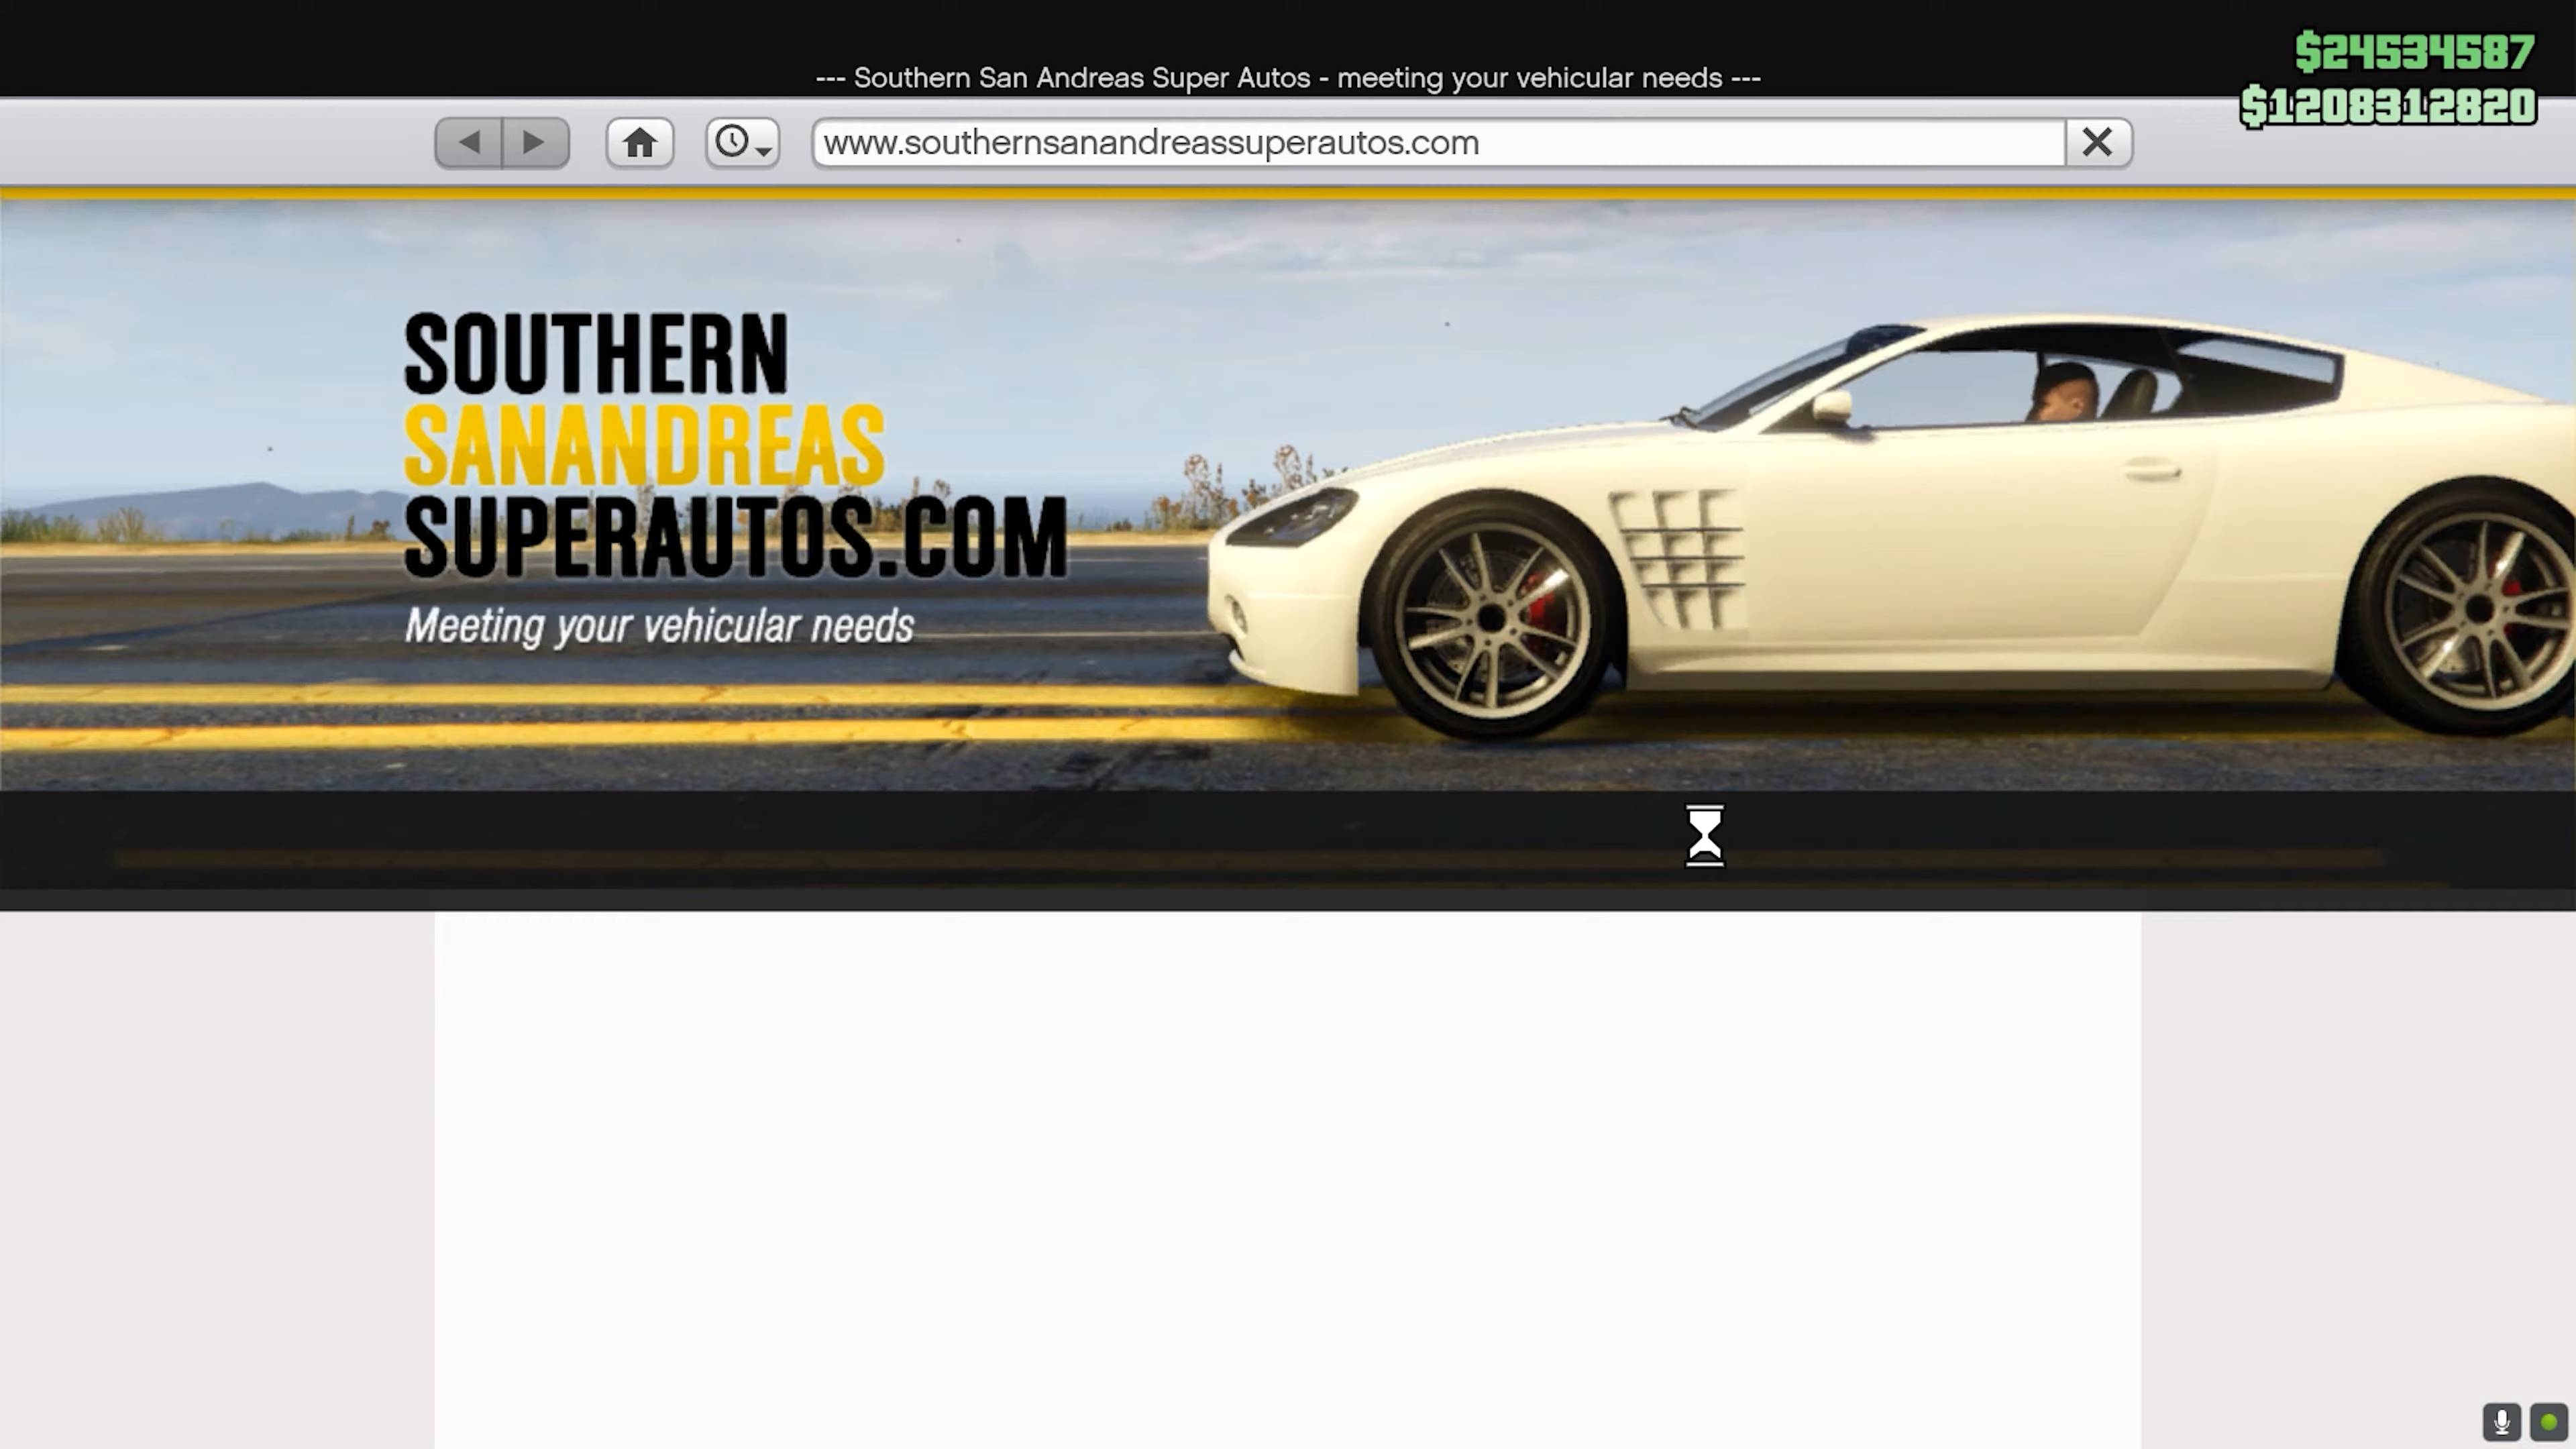 $24534587
--- Southern San Andreas Super Autos - meeting your vehicular needs ---
$1208312820
www.southernsanandreassuperautos.com
SOUTHERN
SANANDREAS
SUPERAUTOS.COM
Meeting your vehicular needs